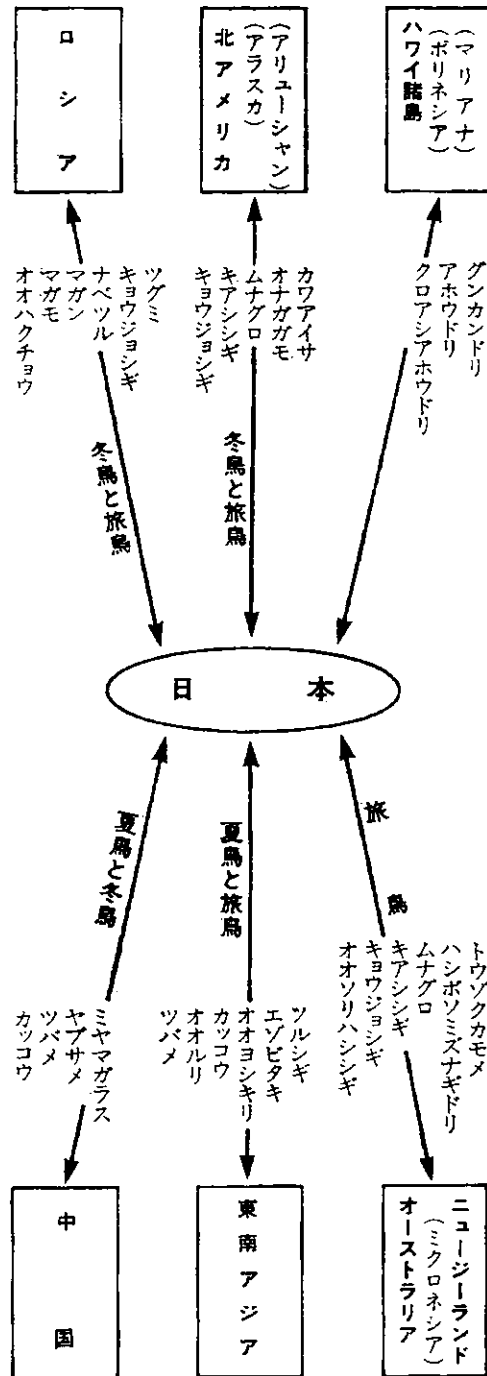 ハワイ諸島
(ポリネシア)
(マリアナ)
北アメリカ
(アラスカ)
(アリューシャン)
ロシア
グンカンドリ
アホウドリ
クロアシアホウドリ
カワアイサ
オナガガモ
ムナグロ
キアシシギ
キョウジョシギ
冬鳥と旅鳥
ツグミ
キョウジョシギ
ナベツル
マガン
マガモ
オオハクチョウ
冬鳥と旅鳥
日本
旅鳥
トウゾクカモメ
ハシボソミズナギドリ
ムナグロ
キアシシギ
キョウジョシギ
オオソリハシシギ
夏鳥と旅鳥
ツルシギ
エゾビタキ
オオヨシキリ
カッコウ
オオルリ
ツバメ
夏鳥と冬鳥
ミヤマガラス
ヤブサメ
ツバメ
カッコウ
ニュージーランド
(ミクロネシア)
オーストラリア
東南アジア
中国